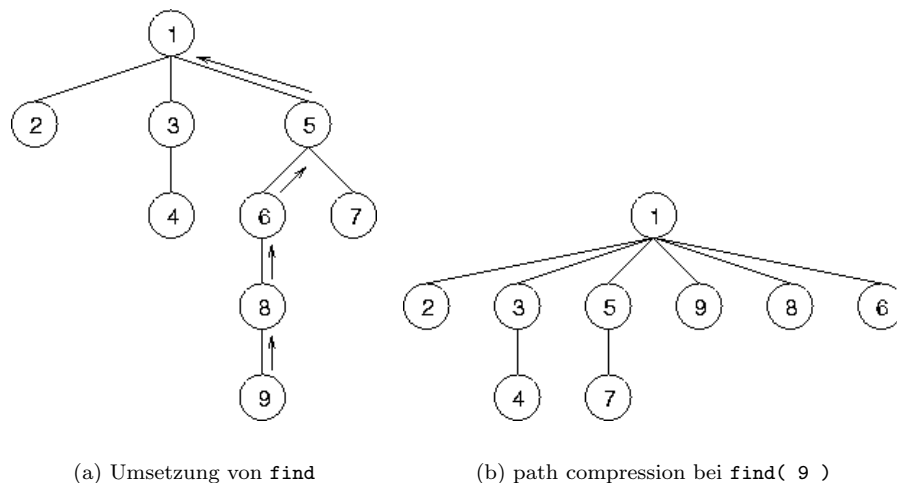 1
2 3 5
4 6 7
8
9
1
2 3 5 9 8 6
4 7
(a) Umsetzung von find
(b) path compression bei find( 9 )